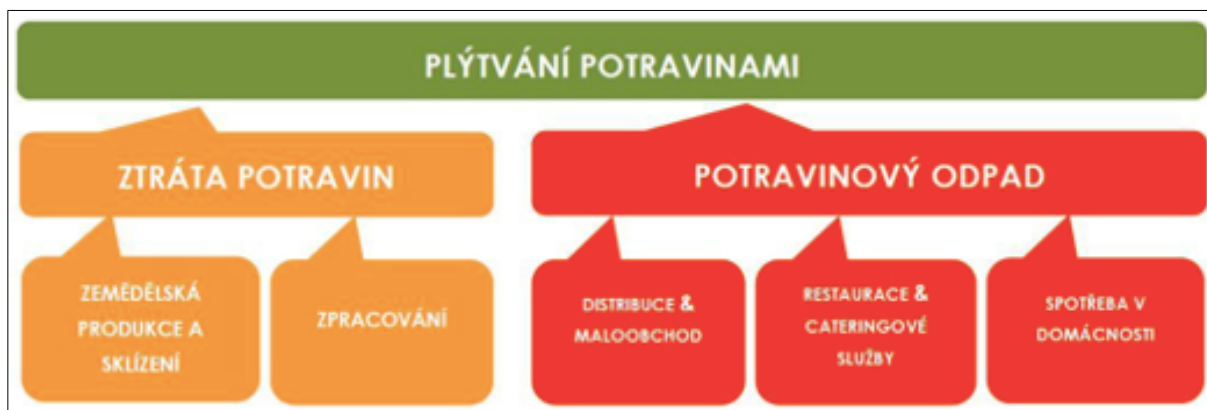 PLÝTVÁNÍ POTRAVINAMI
ZTRÁTA POTRAVIN
POTRAVINOVÝ ODPAD
ZEMĚDĚLSKÁ
PRODUKCE A
SKLÍZENÍ
ZPRACOVÁNÍ
DISTRIBUCE &
MALOOBCHOD
RESTAURACE &
CATERINGOVÉ
SLUŽBY
SPOTŘEBA V
DOMÁCNOSTI